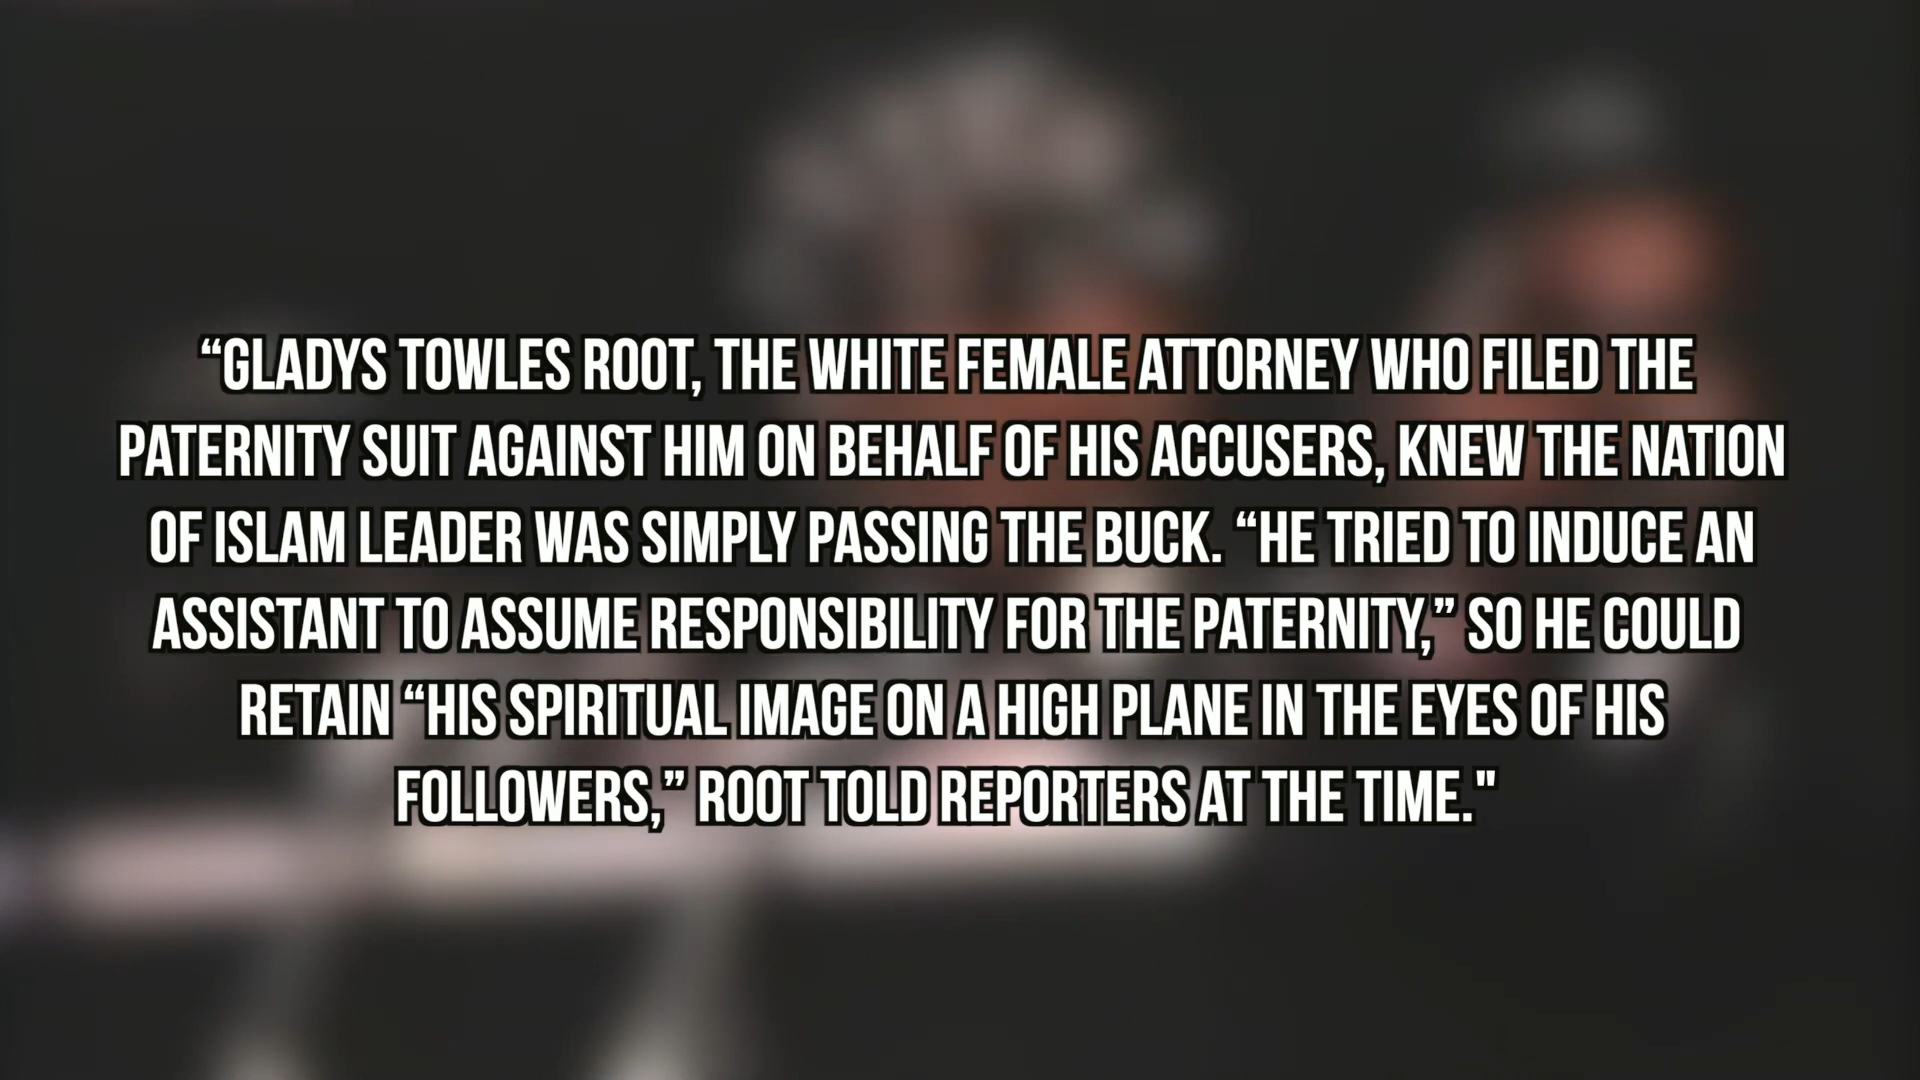 “GLADYS TOWLES ROOT, THE WHITE FEMALE ATTORNEY WHO FILED THE
PATERNITY SUIT AGAINST HIM ON BEHALF OF HIS ACCUSERS, KNEW THE NATION
OF ISLAM LEADER WAS SIMPLY PASSING THE BUCK. “HE TRIED TO INDUCE AN
ASSISTANT TO ASSUME RESPONSIBILITY FOR THE PATERNITY,” SO HE COULD
RETAIN “HIS SPIRITUAL IMAGE ON A HIGH PLANE IN THE EYES OF HIS
FOLLOWERS,” ROOT TOLD REPORTERS AT THE TIME."